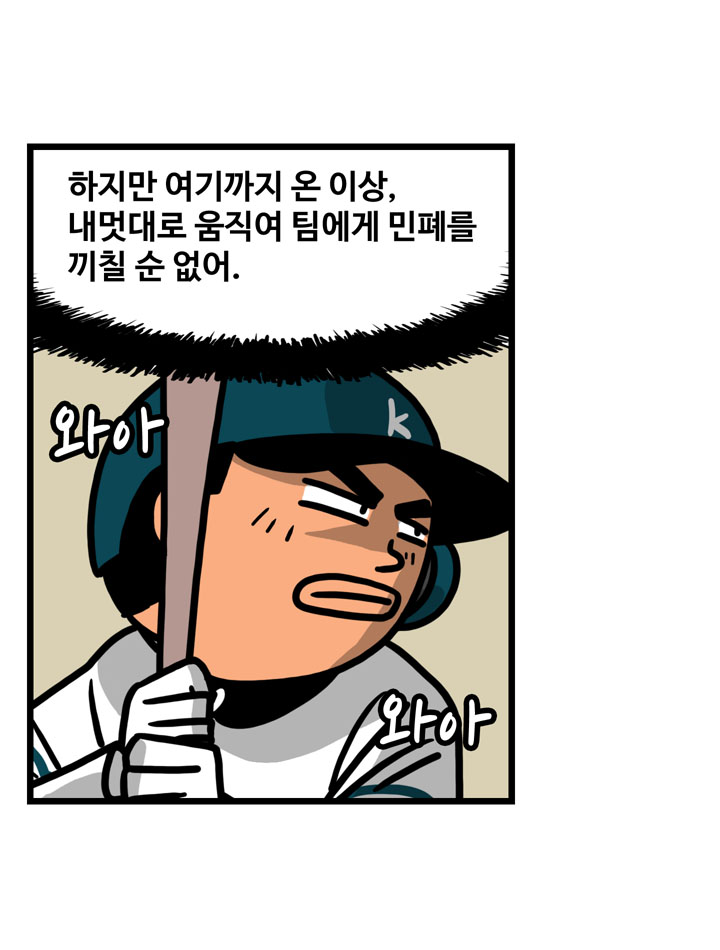 하지만 여기까지 온 이상,
내멋대로 움직여 팀에게 민폐를
끼칠 순 없어.
와아
k
와아